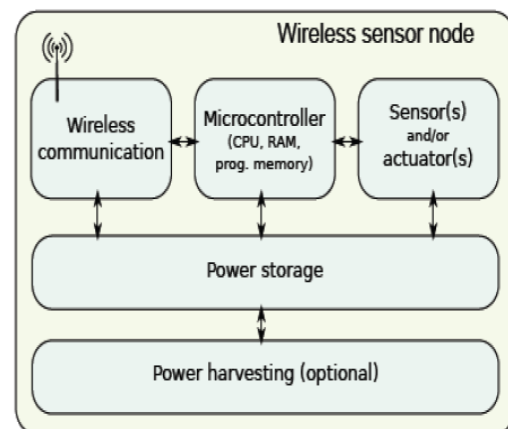 Wireless sensor node
Wireless
communication
Microcontroller
(CPU, RAM,
prog. memory)
Sensor(s)
and/or
actuator(s)
Power storage
Power harvesting (optional)